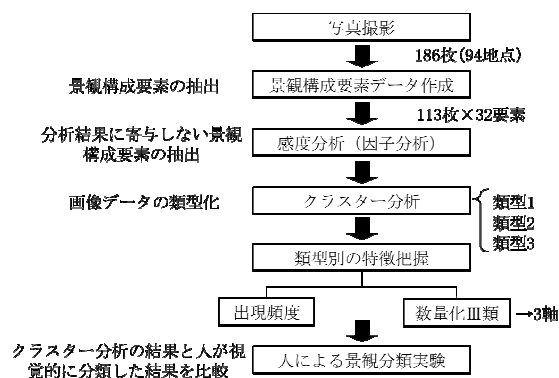 写真撮影
186枚(94地点)
景観構成要素の抽出
景観構成要素データ作成
113枚×32要素
分析結果に寄与しない景観
構成要素の抽出
感度分析（因子分析）
画像データの類型化
クラスター分析
類型1
類型2
類型3
類型別の特徴把握
出現頻度
数量化Ⅲ類
→3軸
クラスター分析の結果と人が視
覚的に分類した結果を比較
人による景観分類実験